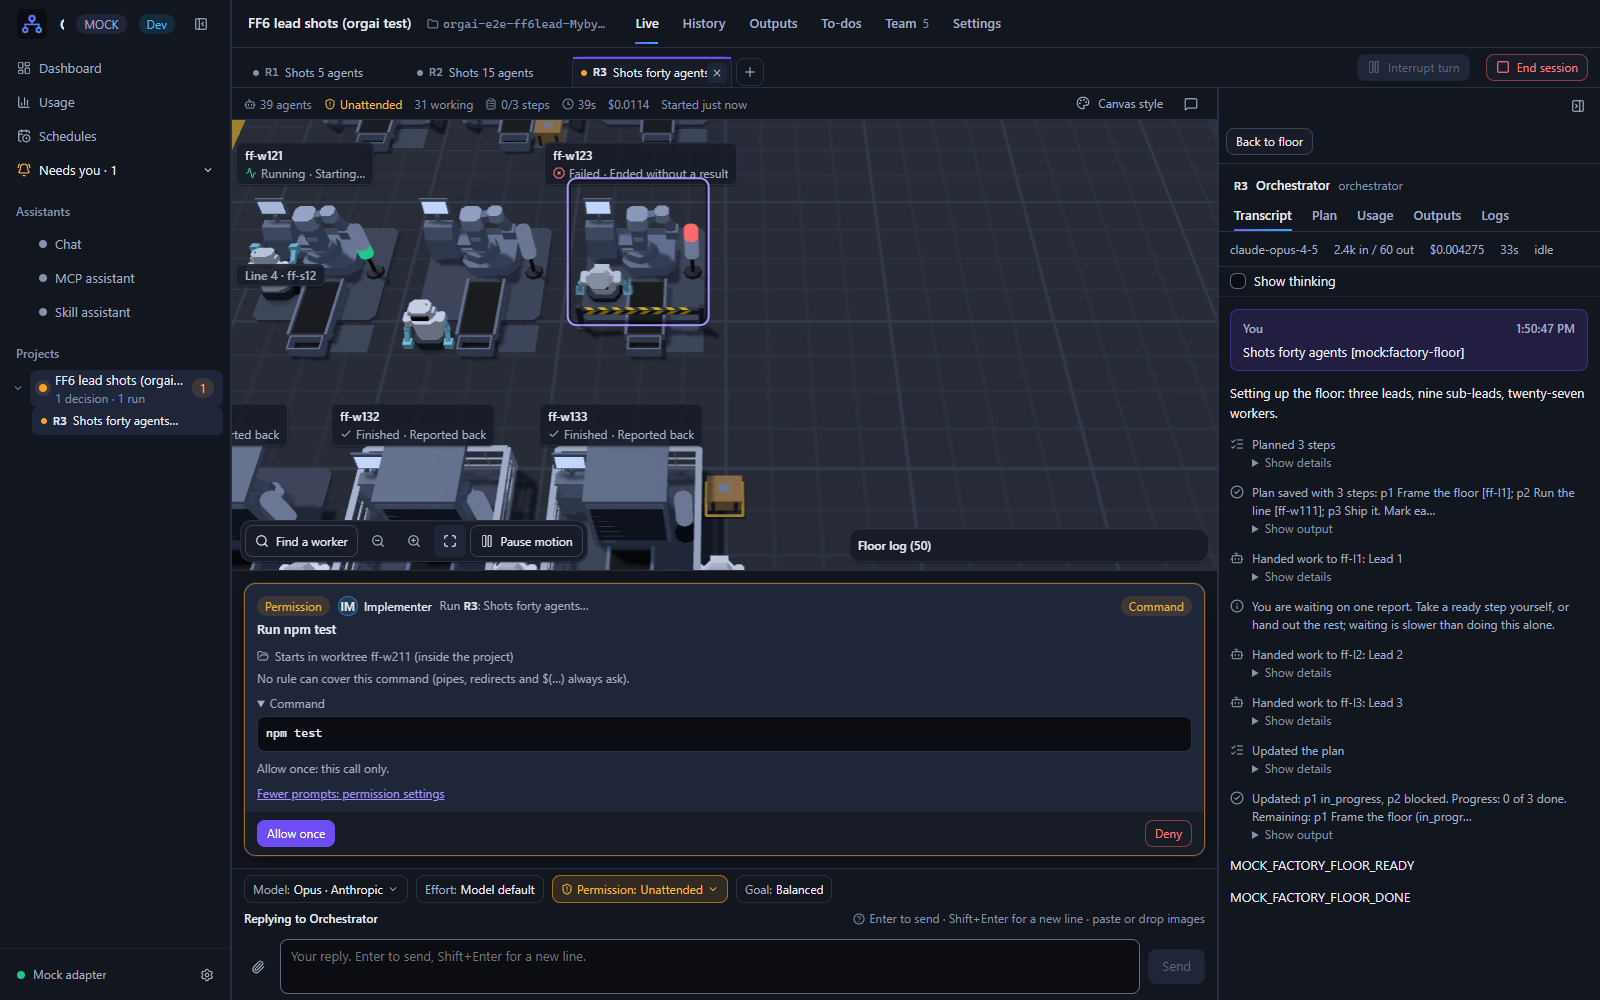 MOCK
Dev
Dashboard
Usage
Schedules
Needs you · 1
Assistants
Chat
MCP assistant
Skill assistant
Projects
FF6 lead shots (orgai...
1 decision · 1 run
1
R3 Shots forty agents...
Mock adapter
FF6 lead shots (orgai test)
orgai-e2e-ff6lead-Myby...
Live
History
Outputs
To-dos
Team 5
Settings
R1 Shots 5 agents
R2 Shots 15 agents
R3 Shots forty agents
Interrupt turn
End session
39 agents
Unattended
31 working
0/3 steps
39s
$0.0114
Started just now
Canvas style
ff-w121
Running · Starting...
ff-w123
Failed · Ended without a result
Line 4 · ff-s12
rted back
ff-w132
Finished · Reported back
ff-w133
Finished · Reported back
Find a worker
Pause motion
Floor log (50)
Permission
IM Implementer
Run R3: Shots forty agents...
Command
Run npm test
Starts in worktree ff-w211 (inside the project)
No rule can cover this command (pipes, redirects and $(...) always ask).
Command
npm test
Allow once: this call only.
Fewer prompts: permission settings
Allow once
Deny
Model: Opus · Anthropic
Effort: Model default
Permission: Unattended
Goal: Balanced
Replying to Orchestrator
Enter to send · Shift+Enter for a new line · paste or drop images
Your reply. Enter to send, Shift+Enter for a new line.
Send
Back to floor
R3 Orchestrator orchestrator
Transcript
Plan
Usage
Outputs
Logs
claude-opus-4-5
2.4k in / 60 out
$0.004275
33s
idle
Show thinking
You
1:50:47 PM
Shots forty agents [mock:factory-floor]
Setting up the floor: three leads, nine sub-leads, twenty-seven
workers.
Planned 3 steps
Show details
Plan saved with 3 steps: p1 Frame the floor [ff-l1]; p2 Run the
line [ff-w111]; p3 Ship it. Mark ea...
Show output
Handed work to ff-l1: Lead 1
Show details
You are waiting on one report. Take a ready step yourself, or
hand out the rest; waiting is slower than doing this alone.
Handed work to ff-l2: Lead 2
Show details
Handed work to ff-l3: Lead 3
Show details
Updated the plan
Show details
Updated: p1 in_progress, p2 blocked. Progress: 0 of 3 done.
Remaining: p1 Frame the floor (in_progr...
Show output
MOCK_FACTORY_FLOOR_READY
MOCK_FACTORY_FLOOR_DONE